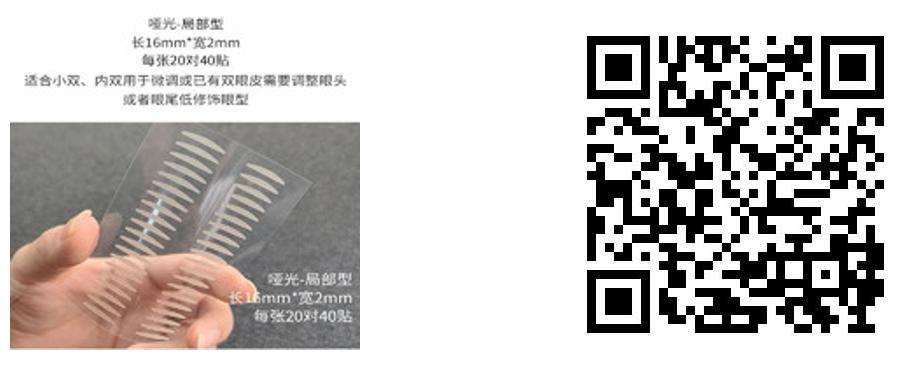 哑光-局部型
长16mm*宽2mm
每张20对40贴
适合小双、内双用于微调或已有双眼皮需要调整眼头
或者眼尾低修饰眼型
哑光-局部型
长16mm*宽2mm
每张20对40贴